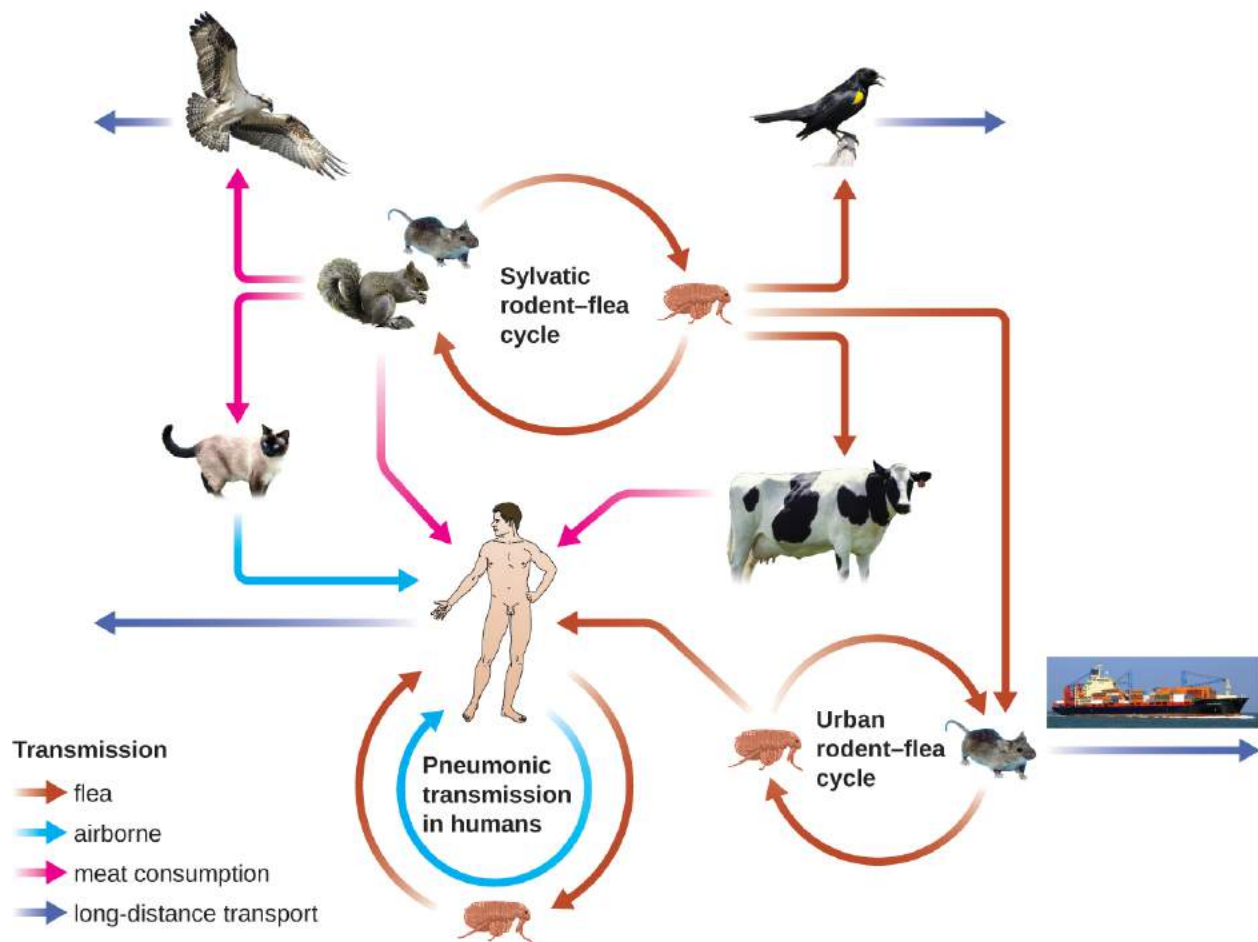 Sylvatic
rodent–flea
cycle
Urban
rodent–flea
cycle
Pneumonic
transmission
in humans
Transmission
flea
airborne
meat consumption
long-distance transport